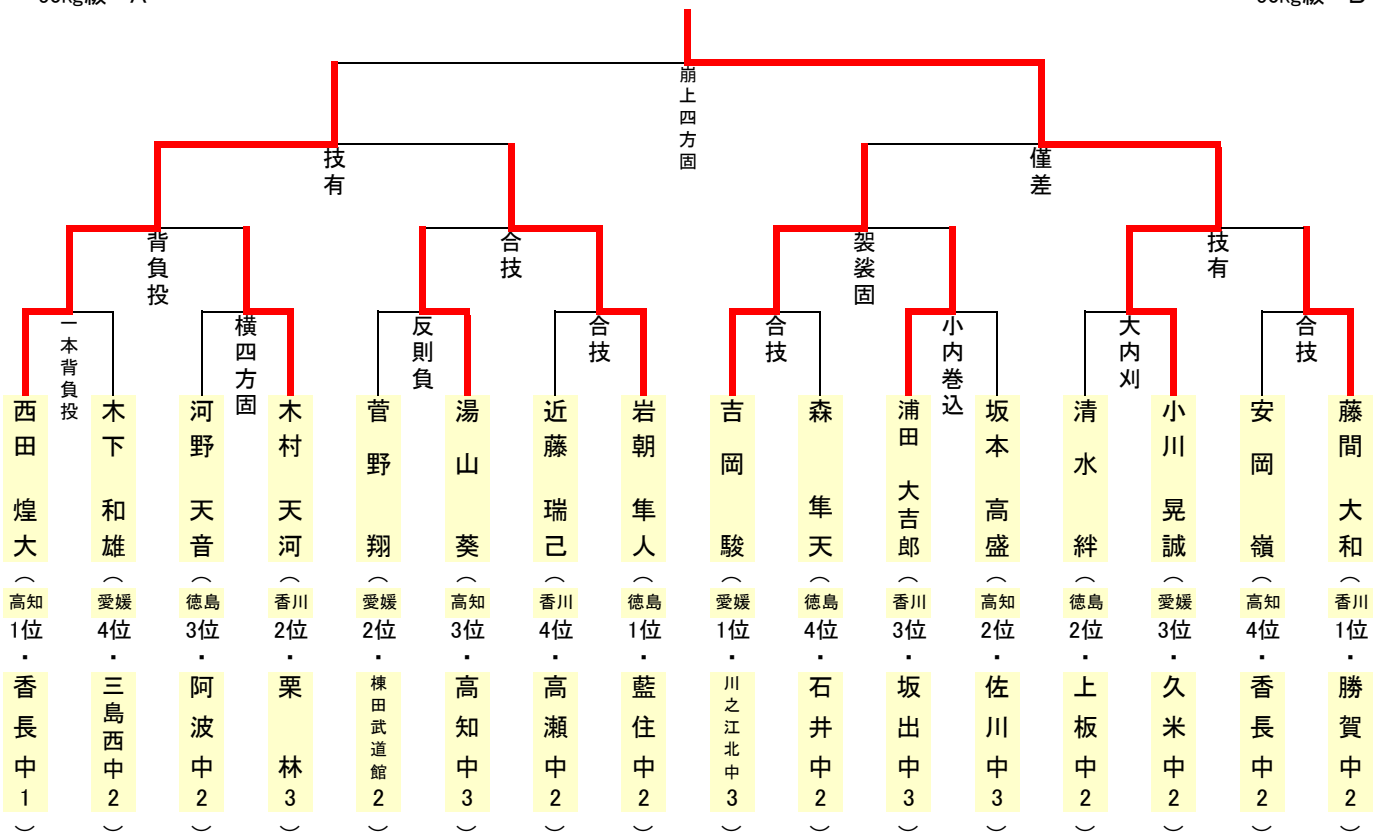 崩上四方固
技有
僅差
背負投
合技
袈裟固
技有
一本背負投
横四方固
反則負
合技
合技
小内巻込
大内刈
合技
西田 煌大（高知1位・香長中1）
木下 和雄（愛媛4位・三島西中2）
河野 天音（徳島3位・阿波中2）
木村 天河（香川2位・栗林3）
菅野 翔（愛媛2位・棟田武道館2）
湯山 葵（高知3位・高知中3）
近藤 瑞己（香川4位・高瀬中2）
岩朝 隼人（徳島1位・藍住中2）
吉岡 駿（愛媛1位・川之江北中3）
森 隼天（徳島4位・石井中2）
浦田 大吉郎（香川3位・坂出中3）
坂本 高盛（高知2位・佐川中3）
清水 絆（徳島2位・上板中2）
小川 晃誠（愛媛3位・久米中2）
安岡 嶺（高知4位・香長中2）
藤間 大和（香川1位・勝賀中2）